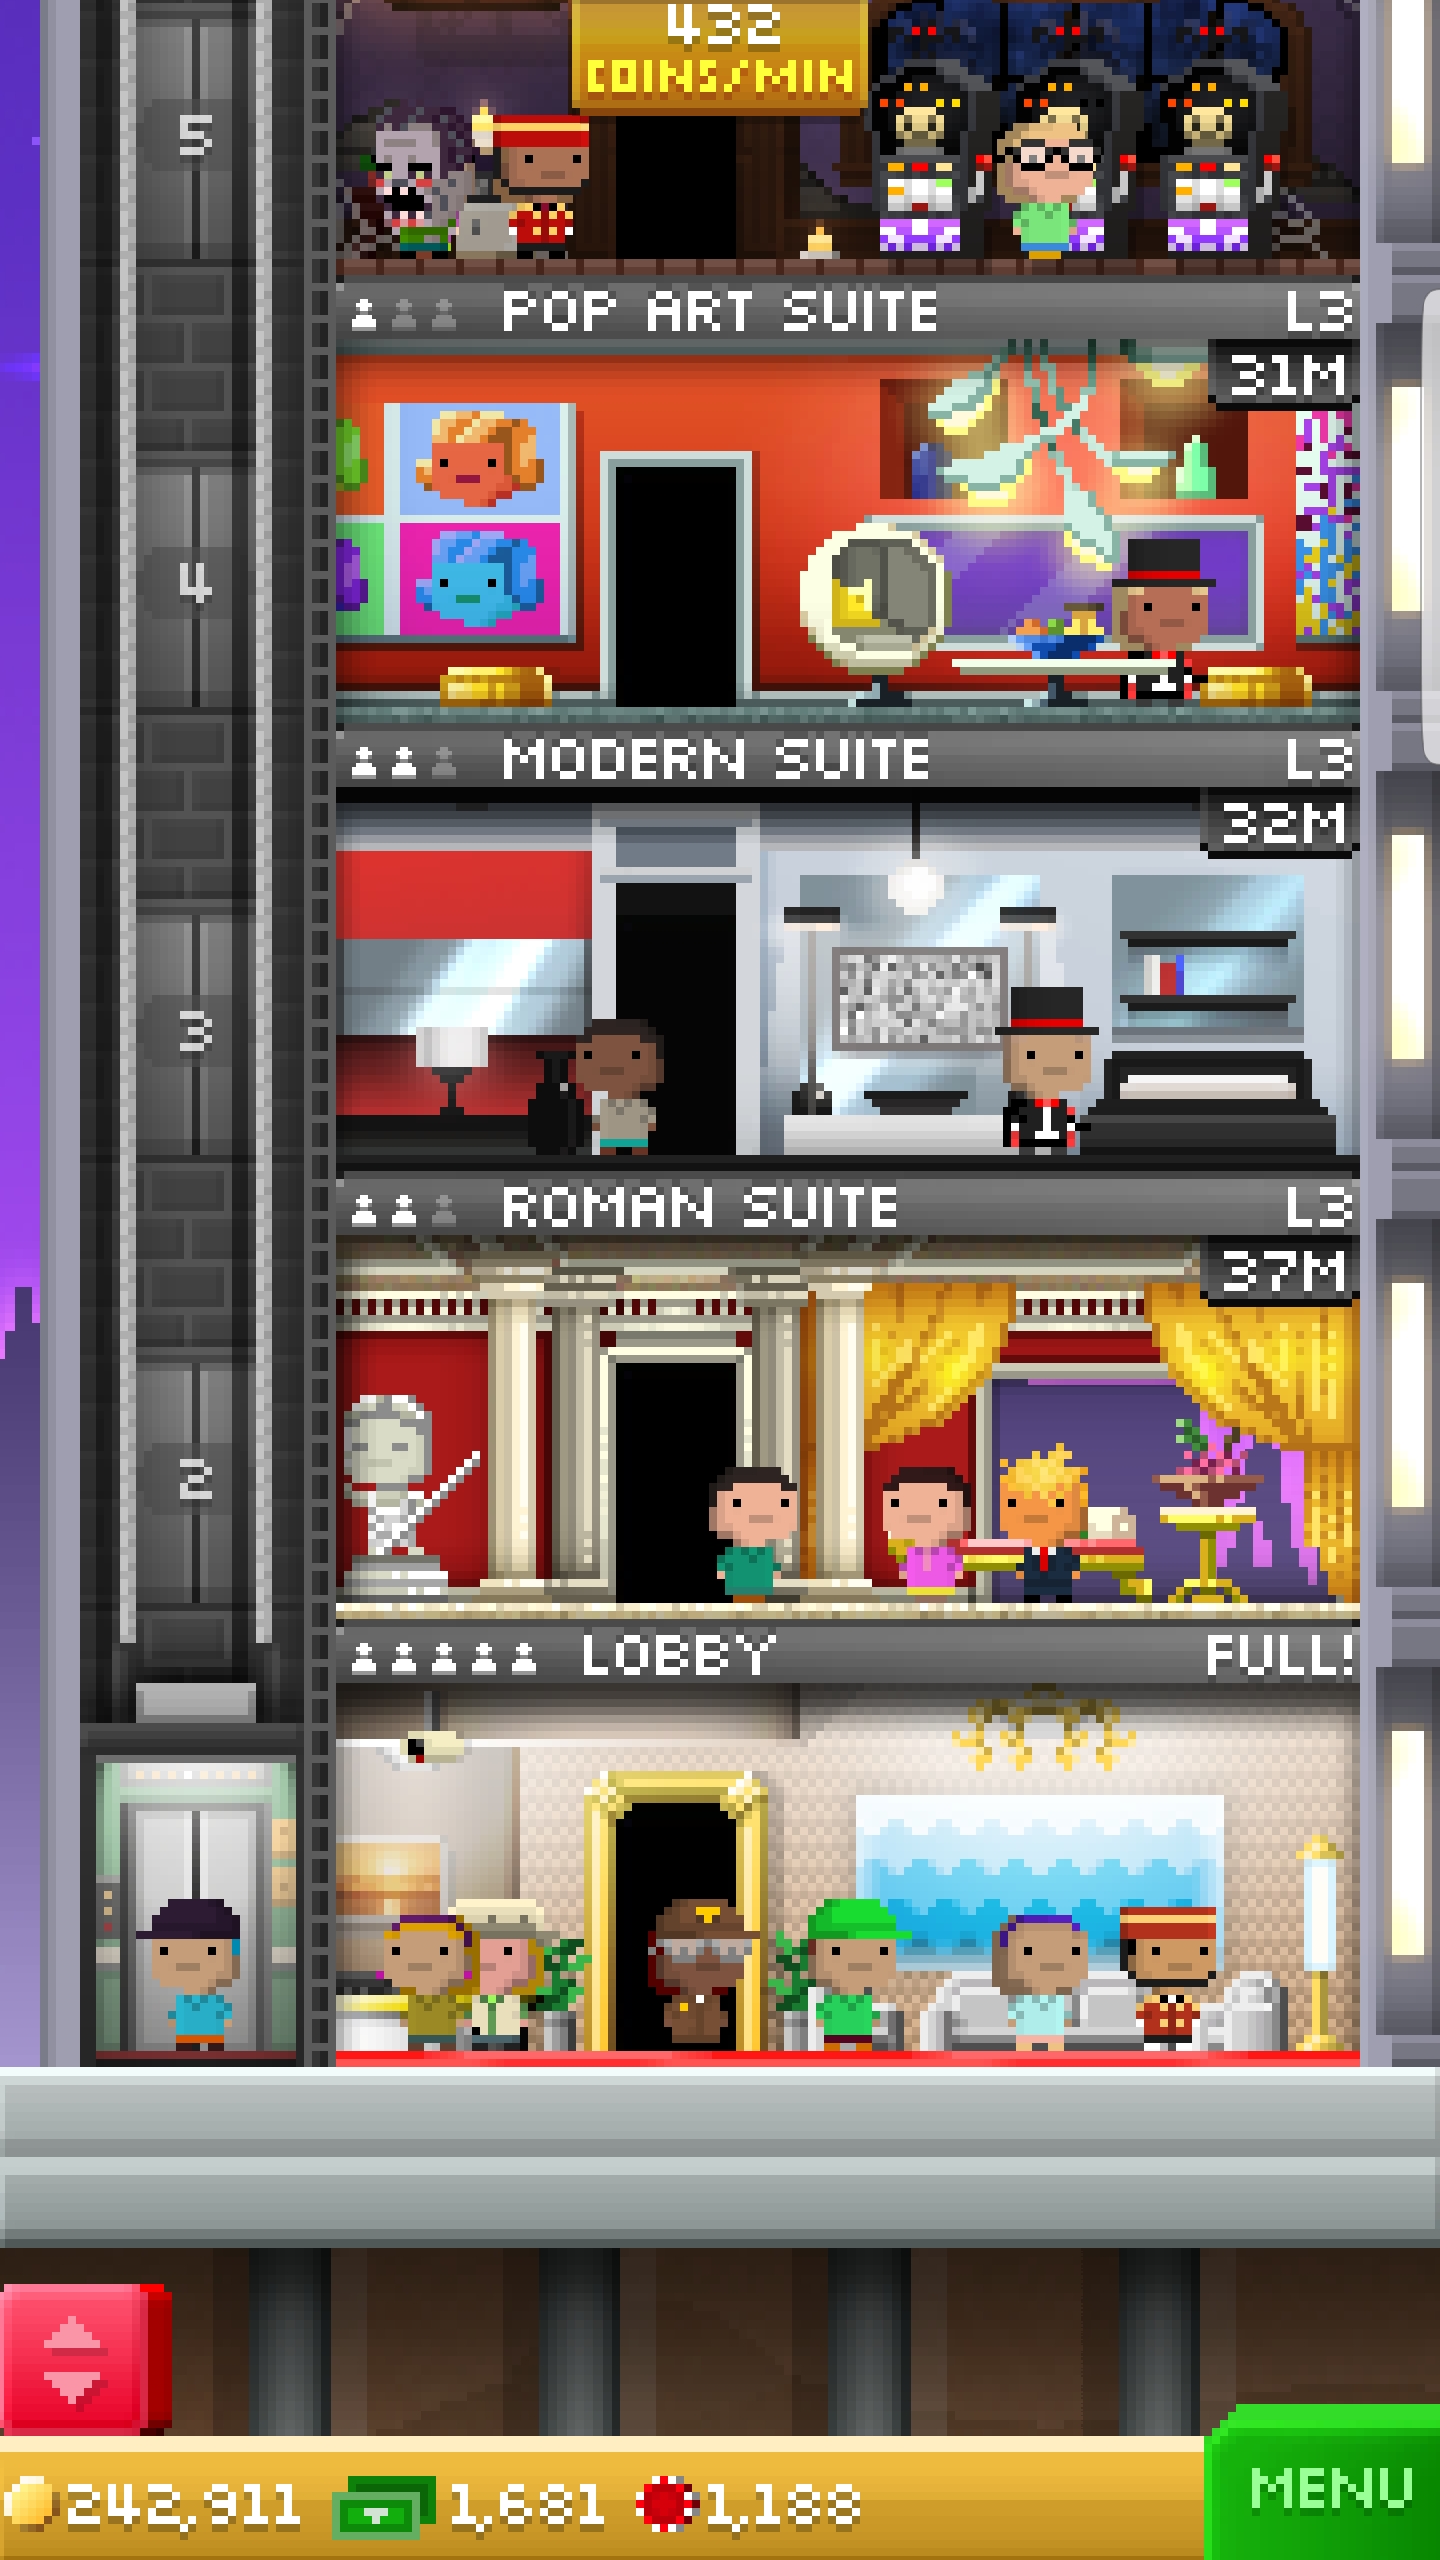 432
COINS/MIN
5
POP ART SUITE L3
31M
4
MODERN SUITE L3
32M
3
ROMAN SUITE L3
37M
2
LOBBY FULL!
242,911 1,681 1,188 MENU